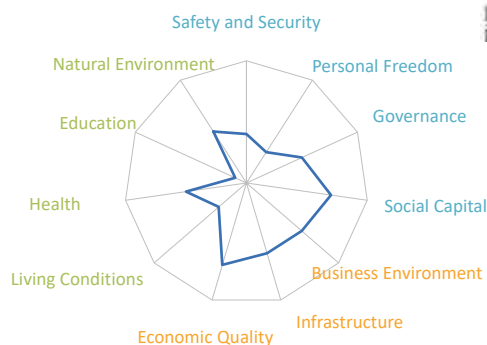 Safety and Security
Natural Environment
Personal Freedom
Education
Governance
Health
Social Capital
Living Conditions
Business Environment
Infrastructure
Economic Quality